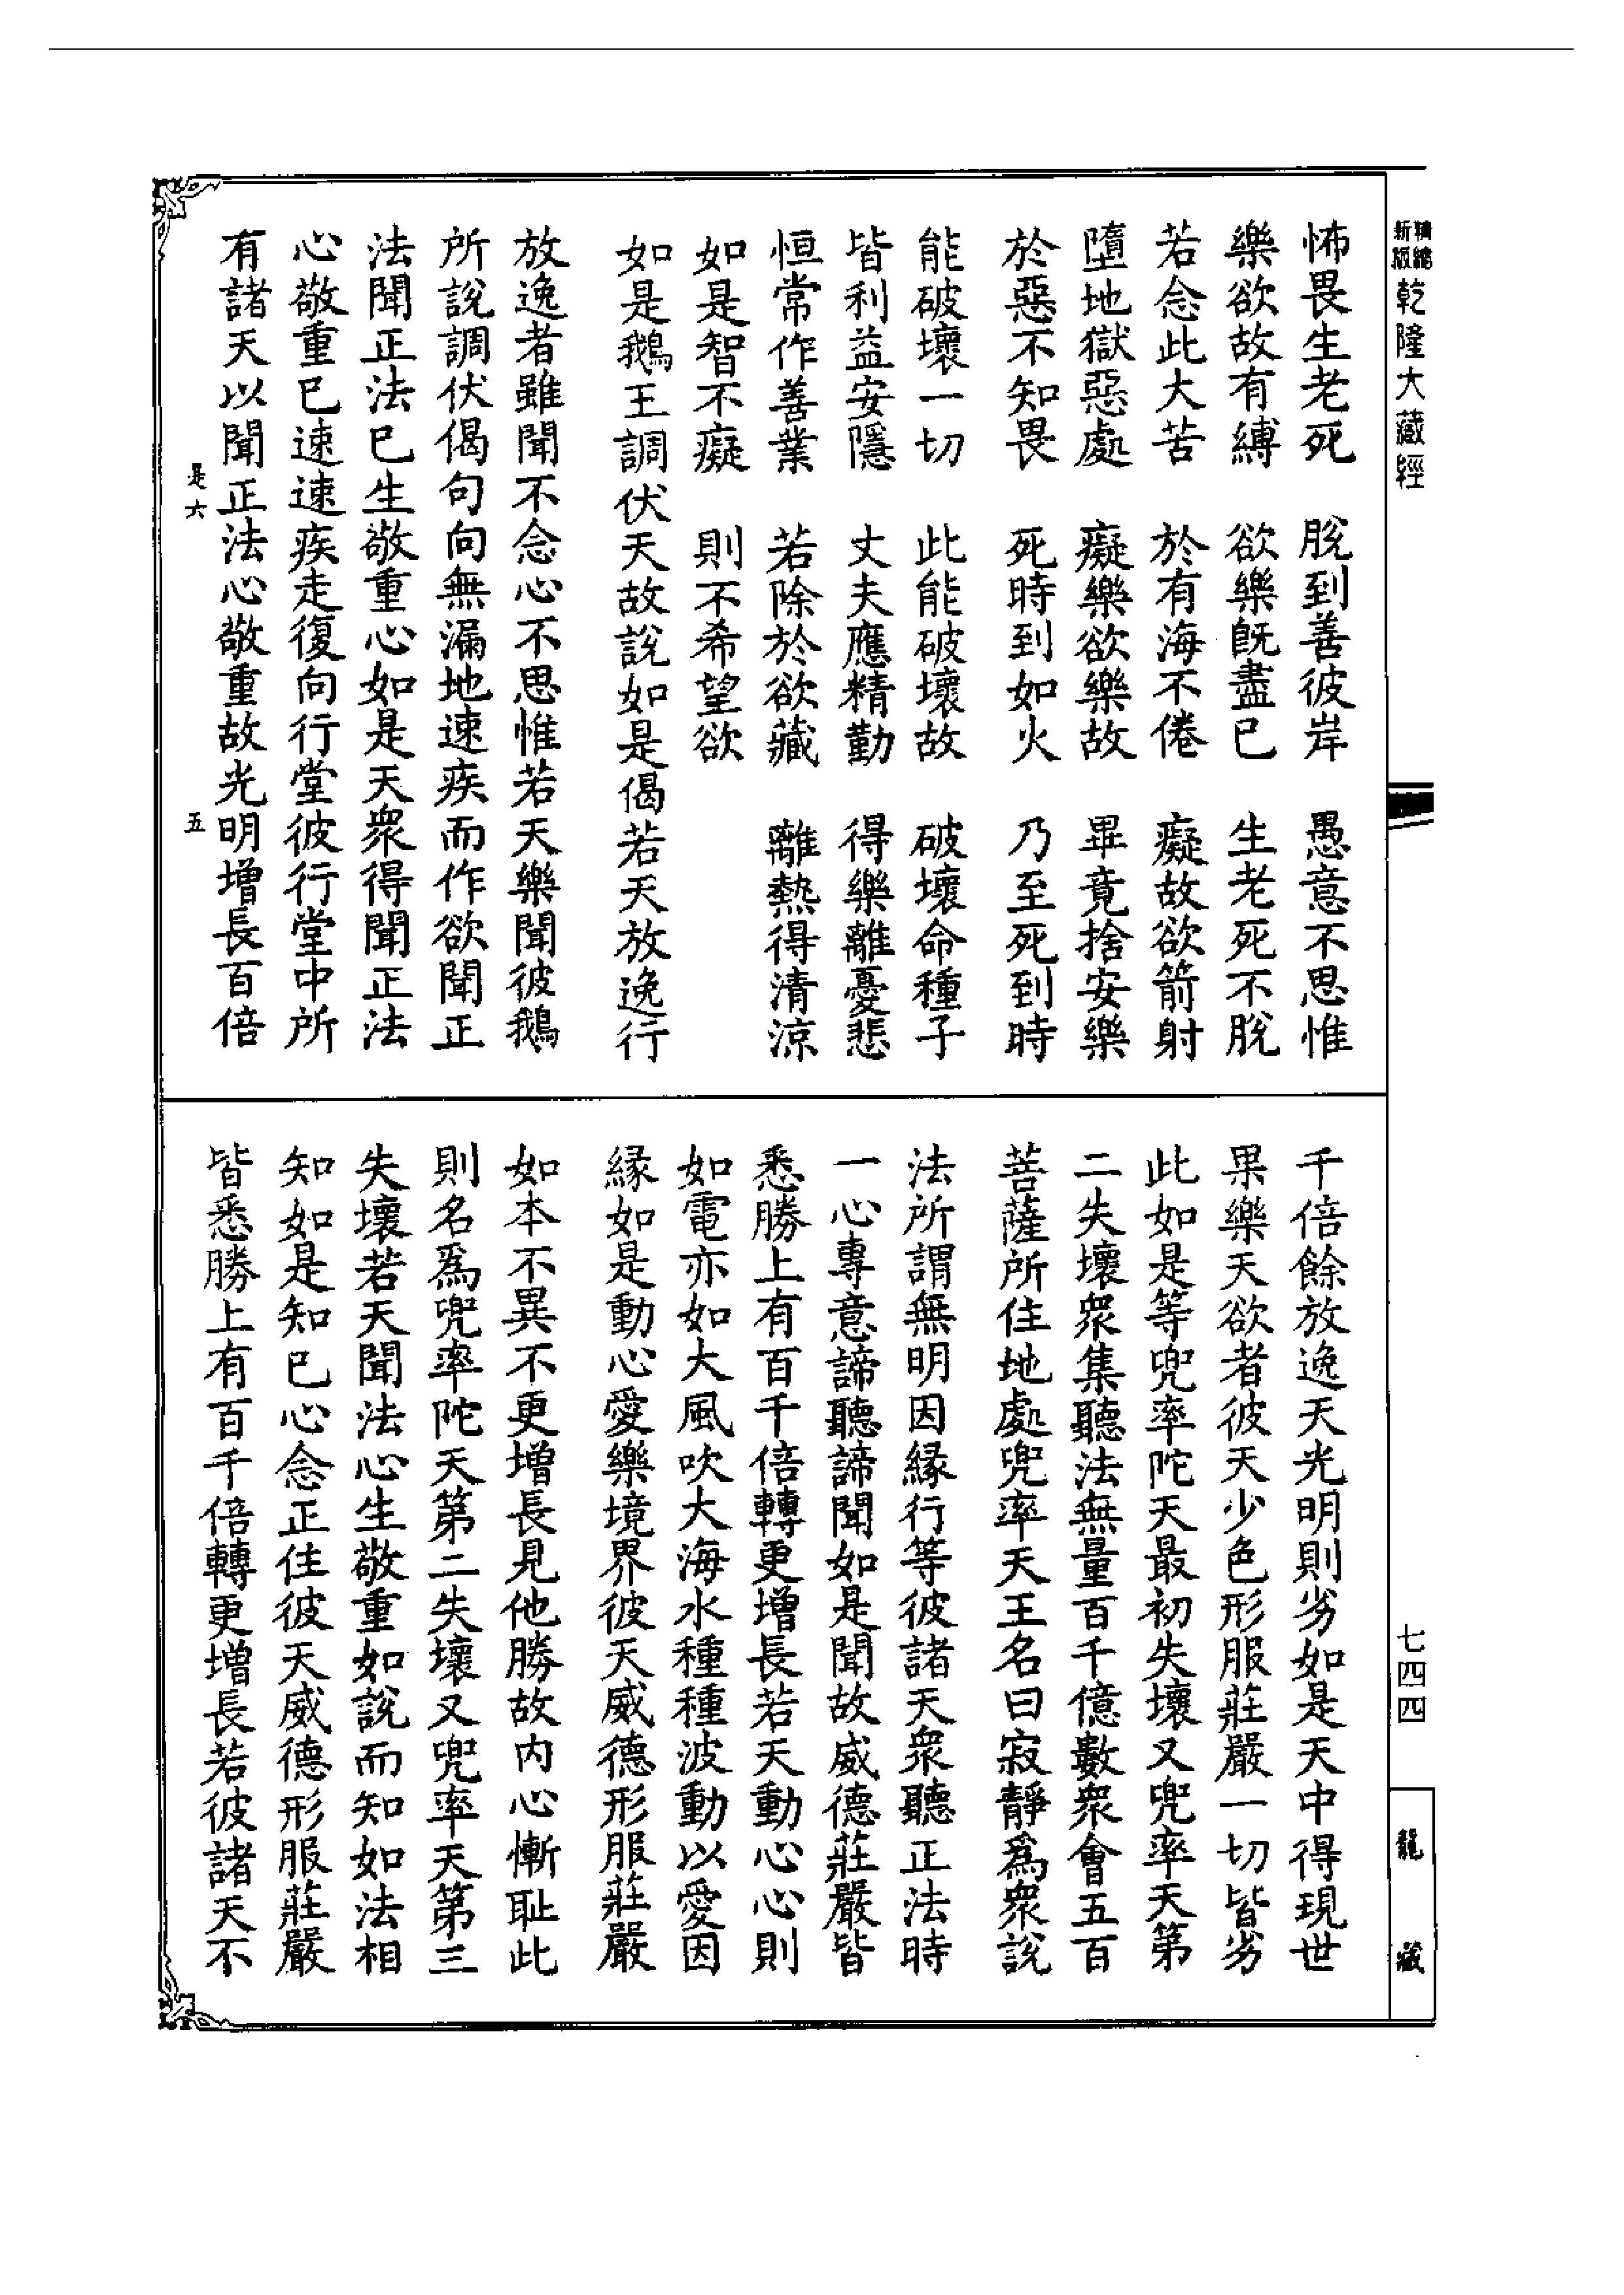 新版 輯縮 乾隆大藏經
怖畏生老死　脫到善彼岸　愚意不思惟
樂欲故有縛　欲樂既盡已　生老死不脫
若念此大苦　於有海不倦　癡故欲箭射
墮地獄惡處　癡樂欲樂故　畢竟捨安樂
於惡不知畏　死時到如火　乃至死到時
能破壞一切　此能破壞故　破壞命種子
皆利益安隱　丈夫應精勤　得樂離憂悲
恒常作善業　若除於欲藏　離熱得清涼
如是智不癡　則不希望欲
如是鵝王調伏天故說如是偈若天放逸行
放逸者雖聞不念心不思惟若天樂聞彼鵝
所說調伏偈句向無漏地速疾而作欲聞正
法聞正法已生敬重心如是天眾得聞正法
心敬重已速速疾走復向行堂彼行堂中所
有諸天以聞正法心敬重故光明增長百倍
是六　五
千倍餘放逸天光明則劣如是天中得現世
果樂天欲者彼天少色形服莊嚴一切皆劣
此如是等兜率陀天最初失壞又兜率天第
二失壞眾集聽法無量百千億數眾會五百
菩薩所住地處兜率天王名曰寂靜為眾說
法所謂無明因緣行等彼諸天眾聽正法時
一心專意諦聽諦聞如是聞故威德莊嚴皆
悉勝上有百千倍轉更增長若天動心心則
如電亦如大風吹大海水種種波動以愛因
緣如是動心愛樂境界彼天威德形服莊嚴
如本不異不更增長見他勝故內心慚耻此
則名為兜率陀天第二失壞又兜率天第三
失壞若天聞法心生敬重如說而知如法相
知如是知已心念正住彼天威德形服莊嚴
皆悉勝上有百千倍轉更增長若彼諸天不
七四四
龍藏